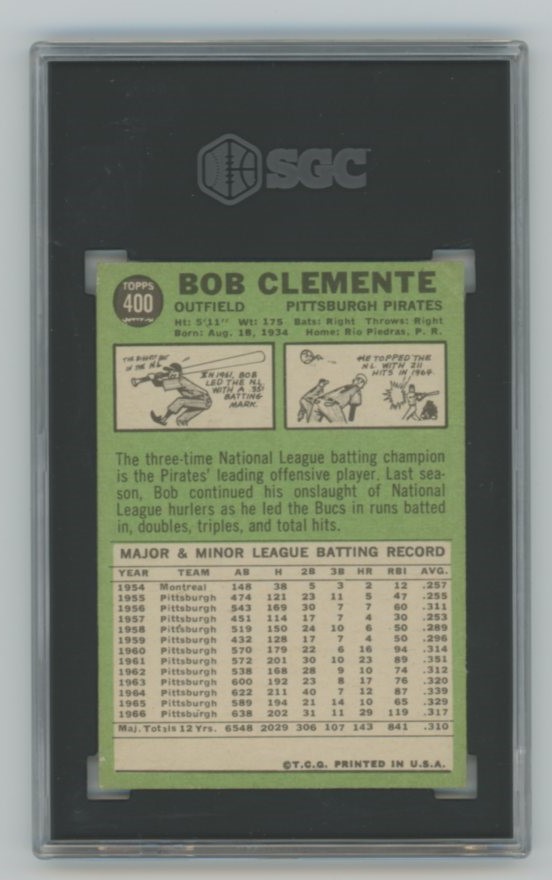 SGC
TOPPS
400
BOB CLEMENTE
OUTFIELD PITTSBURGH PIRATES
Ht: 5'11" Wt: 175 Bats: Right Throws: Right
Born: Aug. 18, 1934 Home: Rio Piedras, P. R.
THE BIGGEST BAT
IN THE N.L.
IN 1961, BOB
LED THE N.L.
WITH A .351
BATTING
MARK.
HE TOPPED THE
N.L. WITH 211
HITS IN 1964.
The three-time National League batting champion
is the Pirates' leading offensive player. Last sea-
son, Bob continued his onslaught of National
League hurlers as he led the Bucs in runs batted
in, doubles, triples, and total hits.
MAJOR & MINOR LEAGUE BATTING RECORD
YEAR TEAM AB H 2B 3B HR RBI AVG.
1954 Montreal 148 38 5 3 2 12 .257
1955 Pittsburgh 474 121 23 11 5 47 .255
1956 Pittsburgh 543 169 30 7 7 60 .311
1957 Pittsburgh 451 114 17 7 4 30 .253
1958 Pittsburgh 519 150 24 10 6 50 .289
1959 Pittsburgh 432 128 17 7 4 50 .296
1960 Pittsburgh 570 179 22 6 16 94 .314
1961 Pittsburgh 572 201 30 10 23 89 .351
1962 Pittsburgh 538 168 28 9 10 74 .312
1963 Pittsburgh 600 192 23 8 17 76 .320
1964 Pittsburgh 622 211 40 7 12 87 .339
1965 Pittsburgh 589 194 21 14 10 65 .329
1966 Pittsburgh 638 202 31 11 29 119 .317
Maj. Totals 12 Yrs. 6548 2029 306 107 143 841 .310
©T.C.G. PRINTED IN U.S.A.